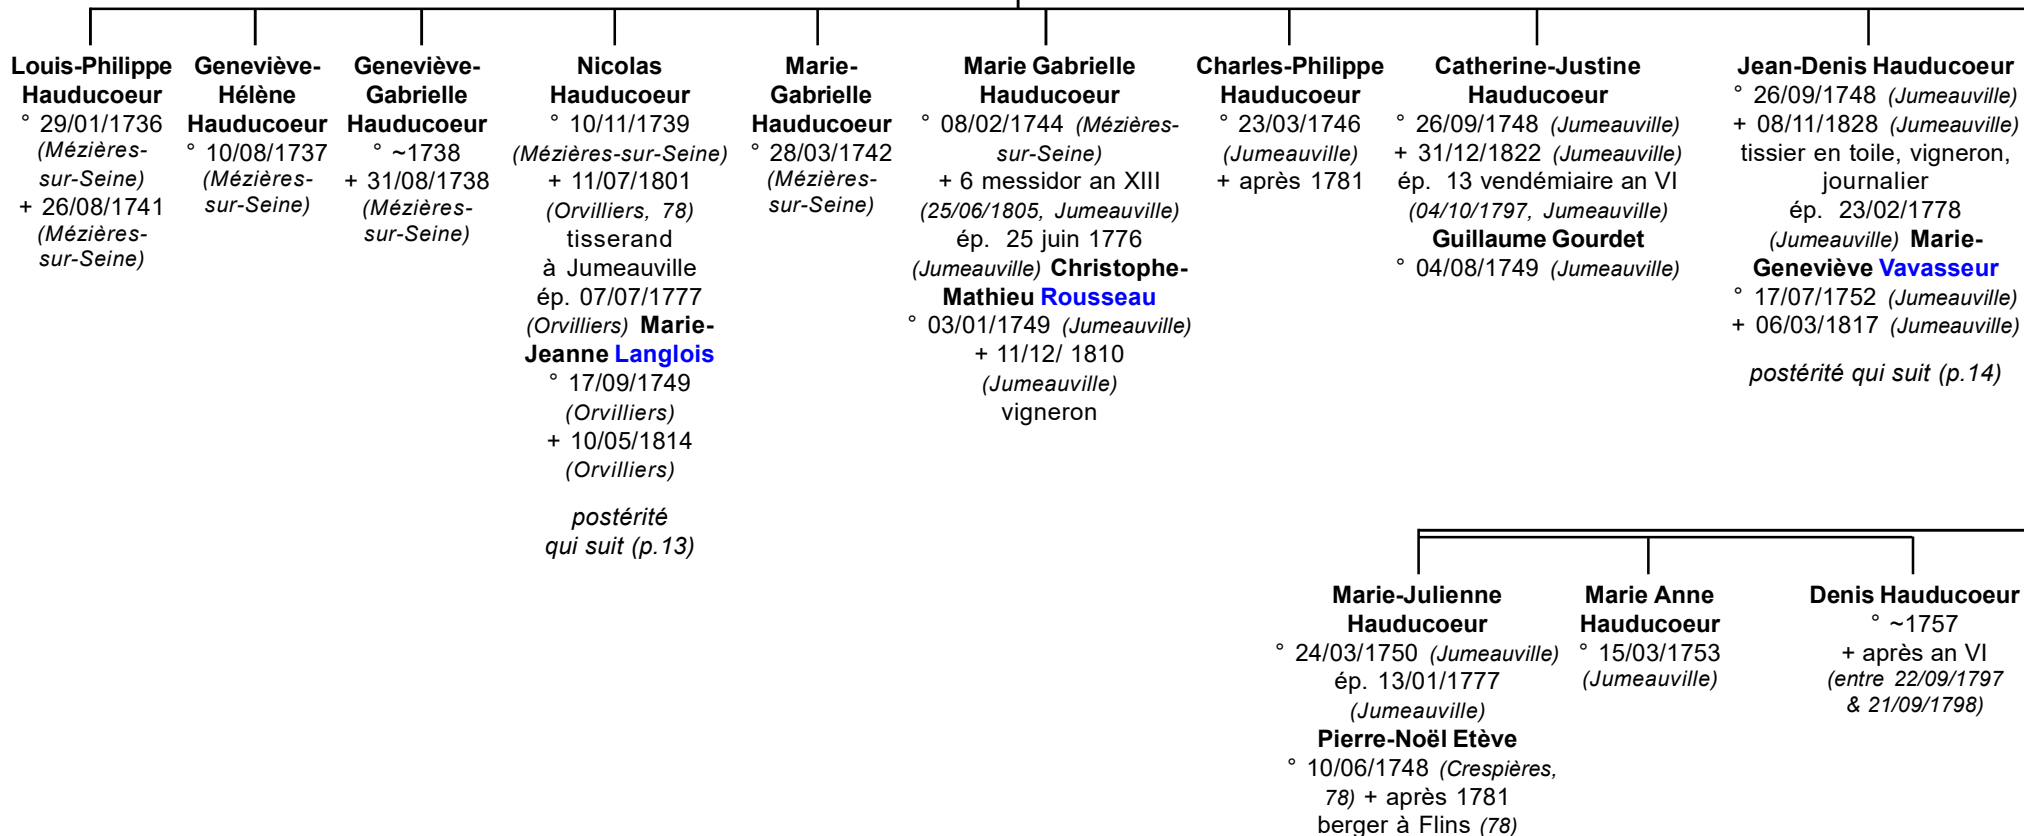 Louis-Philippe
Hauducoeur
° 29/01/1736
(Mézières-
sur-Seine)
+ 26/08/1741
(Mézières-
sur-Seine)
Geneviève-
Hélène
Hauducoeur
° 10/08/1737
(Mézières-
sur-Seine)
Geneviève-
Gabrielle
Hauducoeur
° ~1738
+ 31/08/1738
(Mézières-
sur-Seine)
Nicolas
Hauducoeur
° 10/11/1739
(Mézières-sur-Seine)
+ 11/07/1801
(Orvilliers, 78)
tisserand
à Jumeauville
ép. 07/07/1777
(Orvilliers) Marie-
Jeanne Langlois
° 17/09/1749
(Orvilliers)
+ 10/05/1814
(Orvilliers)
postérité
qui suit (p.13)
Marie-
Gabrielle
Hauducoeur
° 28/03/1742
(Mézières-
sur-Seine)
Marie Gabrielle
Hauducoeur
° 08/02/1744 (Mézières-
sur-Seine)
+ 6 messidor an XIII
(25/06/1805, Jumeauville)
ép. 25 juin 1776
(Jumeauville) Christophe-
Mathieu Rousseau
° 03/01/1749 (Jumeauville)
+ 11/12/ 1810
(Jumeauville)
vigneron
Charles-Philippe
Hauducoeur
° 23/03/1746
(Jumeauville)
+ après 1781
Catherine-Justine
Hauducoeur
° 26/09/1748 (Jumeauville)
+ 31/12/1822 (Jumeauville)
ép. 13 vendémiaire an VI
(04/10/1797, Jumeauville)
Guillaume Gourdet
° 04/08/1749 (Jumeauville)
Jean-Denis Hauducoeur
° 26/09/1748 (Jumeauville)
+ 08/11/1828 (Jumeauville)
tissier en toile, vigneron,
journalier
ép. 23/02/1778
(Jumeauville) Marie-
Geneviève Vavasseur
° 17/07/1752 (Jumeauville)
+ 06/03/1817 (Jumeauville)
postérité qui suit (p.14)
Marie-Julienne
Hauducoeur
° 24/03/1750 (Jumeauville)
ép. 13/01/1777
(Jumeauville)
Pierre-Noël Etève
° 10/06/1748 (Crespières,
78) + après 1781
berger à Flins (78)
Marie Anne
Hauducoeur
° 15/03/1753
(Jumeauville)
Denis Hauducoeur
° ~1757
+ après an VI
(entre 22/09/1797
& 21/09/1798)